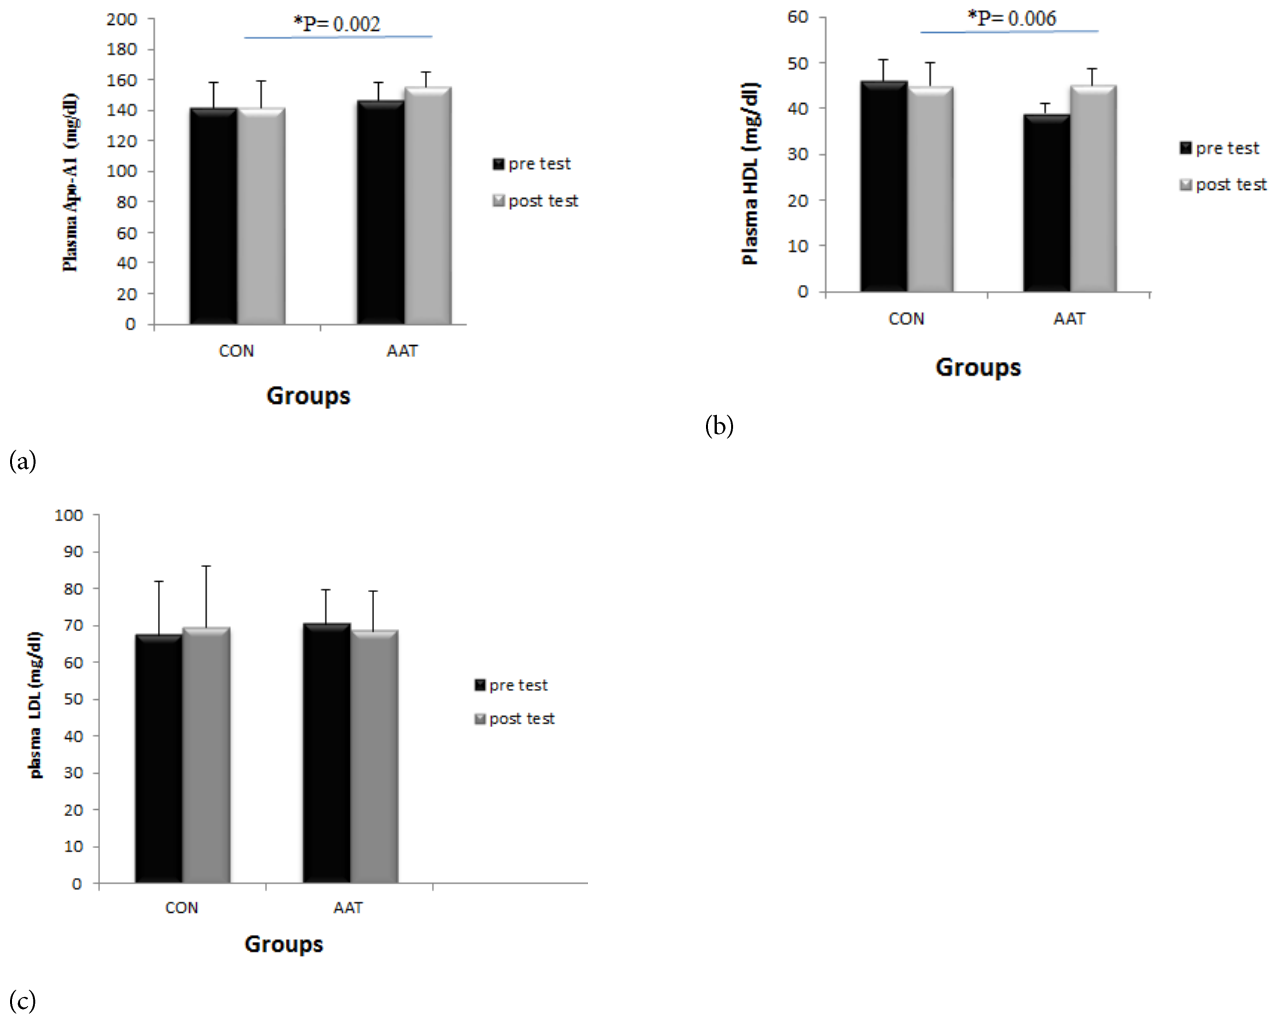 200
180
160
140
120
100
80
60
40
20
0
Plasma Apo-A1 (mg/dl)
*P= 0.002
pre test
post test
CON AAT
Groups
(a)
60
50
40
30
20
10
0
Plasma HDL (mg/dl)
*P= 0.006
pre test
post test
CON AAT
Groups
(b)
100
90
80
70
60
50
40
30
20
10
0
plasma LDL (mg/dl)
pre test
post test
CON AAT
Groups
(c)